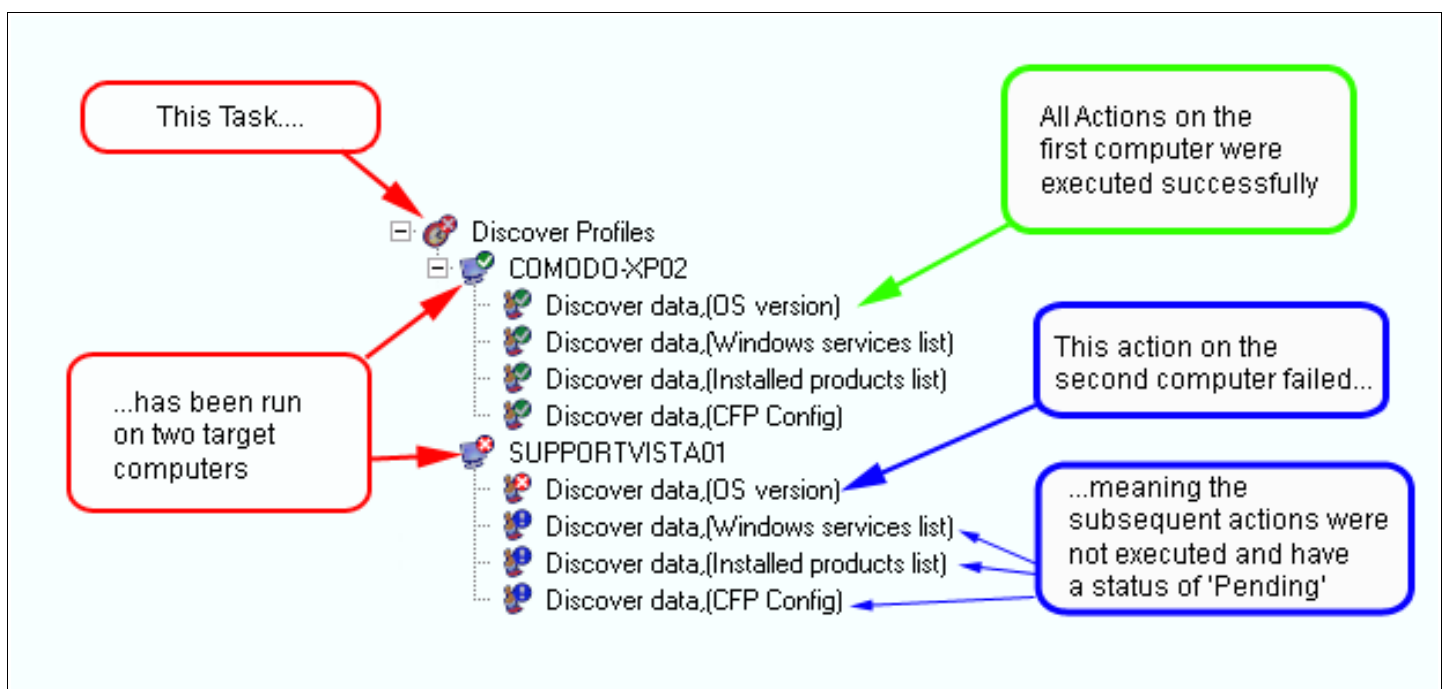 This Task....
All Actions on the
first computer were
executed successfully
Discover Profiles
COMODO-XP02
Discover data,(OS version)
Discover data,(Windows services list)
Discover data,(Installed products list)
Discover data,(CFP Config)
...has been run
on two target
computers
This action on the
second computer failed...
SUPPORTVISTA01
Discover data,(OS version)
Discover data,(Windows services list)
Discover data,(Installed products list)
Discover data,(CFP Config)
...meaning the
subsequent actions were
not executed and have
a status of 'Pending'